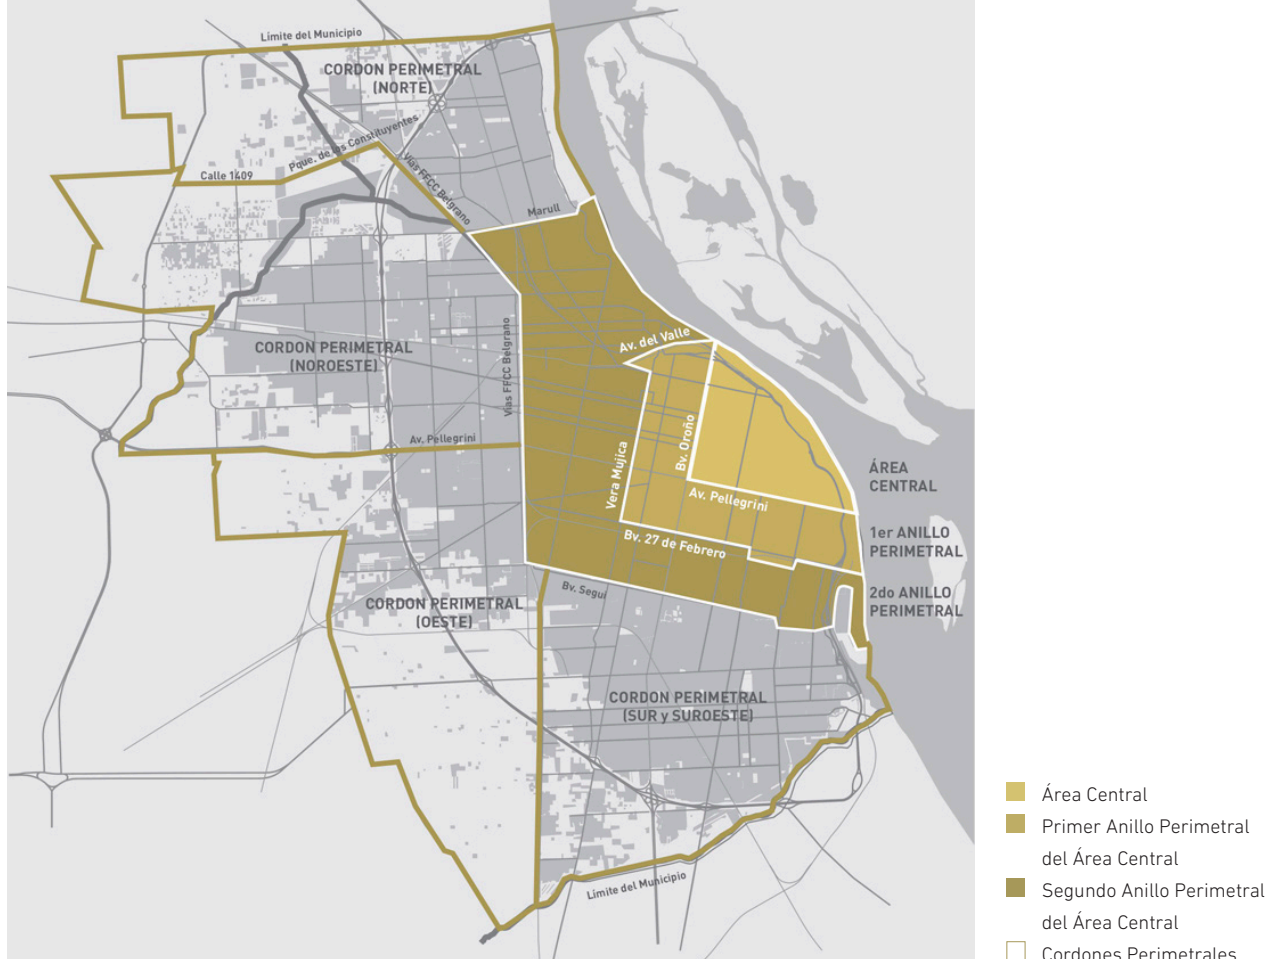 Límite del Municipio
CORDON PERIMETRAL
(NORTE)
Pque. de los Constituyentes
Calle 1409
Vías FFCC Belgrano
Marull
Av. del Valle
CORDON PERIMETRAL
(NOROESTE)
Vías FFCC Belgrano
Bv. Oroño
Av. Pellegrini
Vera Mujica
ÁREA
CENTRAL
Av. Pellegrini
1er ANILLO
PERIMETRAL
Bv. 27 de Febrero
2do ANILLO
PERIMETRAL
Bv. Seguí
CORDON PERIMETRAL
(OESTE)
CORDON PERIMETRAL
(SUR y SUROESTE)
Límite del Municipio
Área Central
Primer Anillo Perimetral
del Área Central
Segundo Anillo Perimetral
del Área Central
Cordones Perimetrales